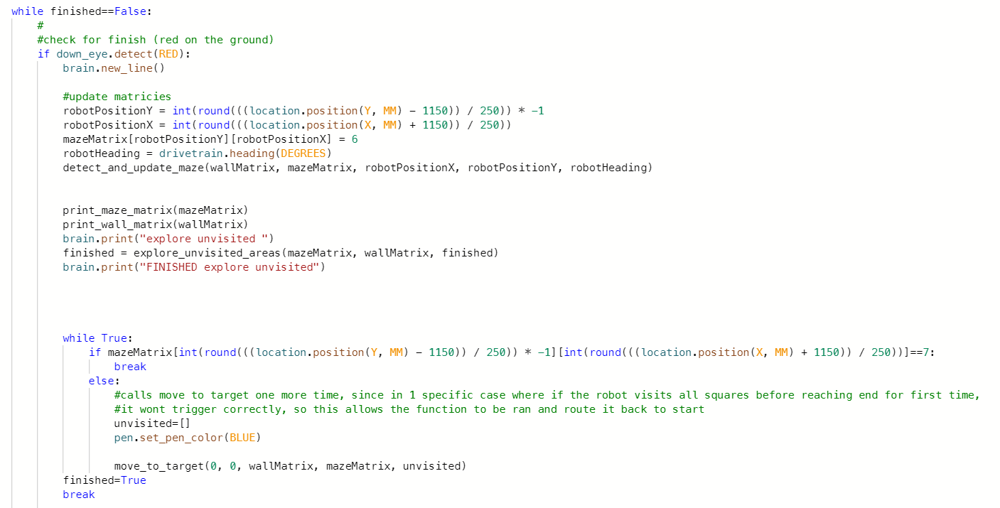 while finished==False:
    #
    #check for finish (red on the ground)
    if down_eye.detect(RED):
        brain.new_line()

        #update matricies
        robotPositionY = int(round(((location.position(Y, MM) − 1150)) / 250)) * −1
        robotPositionX = int(round(((location.position(X, MM) + 1150)) / 250))
        mazeMatrix[robotPositionY][robotPositionX] = 6
        robotHeading = drivetrain.heading(DEGREES)
        detect_and_update_maze(wallMatrix, mazeMatrix, robotPositionX, robotPositionY, robotHeading)


        print_maze_matrix(mazeMatrix)
        print_wall_matrix(wallMatrix)
        brain.print("explore unvisited ")
        finished = explore_unvisited_areas(mazeMatrix, wallMatrix, finished)
        brain.print("FINISHED explore unvisited")




        while True:
            if mazeMatrix[int(round(((location.position(Y, MM) − 1150)) / 250)) * −1][int(round(((location.position(X, MM) + 1150)) / 250))]==7:
                break
            else:
                #calls move to target one more time, since in 1 specific case where if the robot visits all squares before reaching end for first time,
                #it wont trigger correctly, so this allows the function to be ran and route it back to start
                unvisited=[]
                pen.set_pen_color(BLUE)

                move_to_target(0, 0, wallMatrix, mazeMatrix, unvisited)
        finished=True
        break